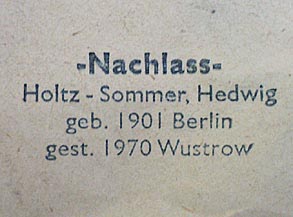 -Nachlass-
Holtz - Sommer, Hedwig
geb. 1901 Berlin
gest. 1970 Wustrow